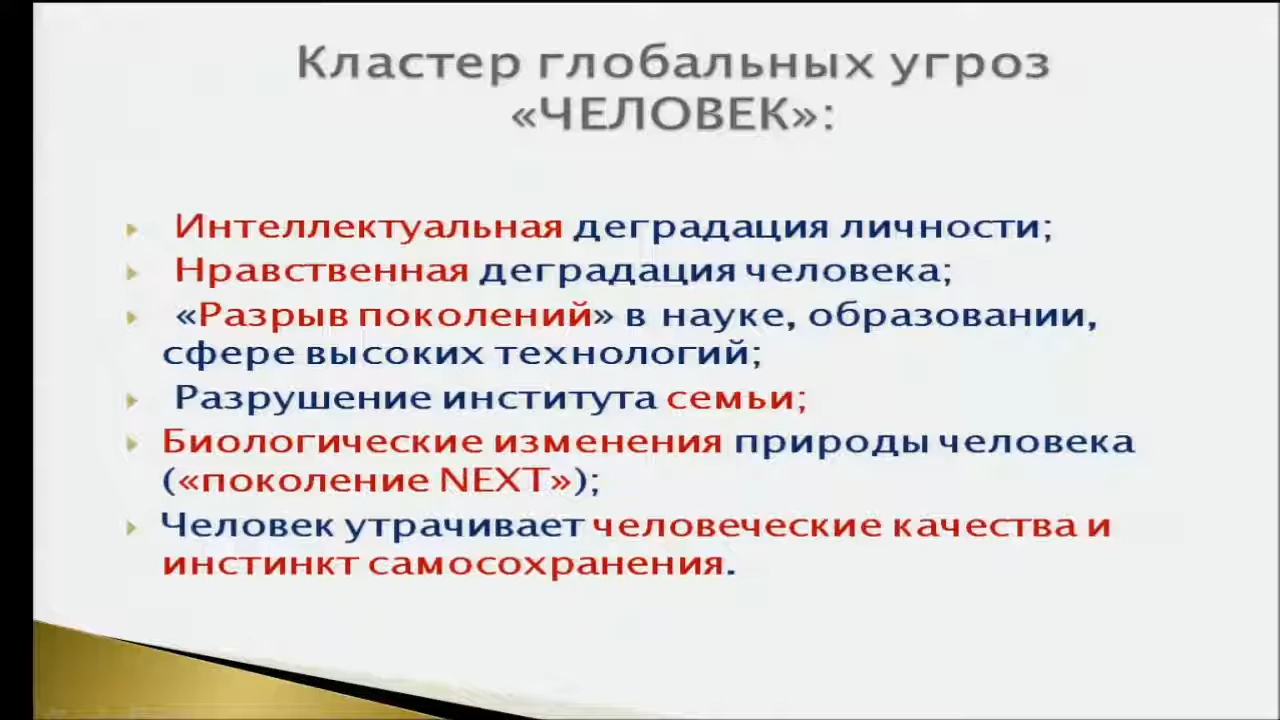 Кластер глобальных угроз
«ЧЕЛОВЕК»:
Интеллектуальная деградация личности;
Нравственная деградация человека;
«Разрыв поколений» в науке, образовании,
сфере высоких технологий;
Разрушение института семьи;
Биологические изменения природы человека
(«поколение NEXT»);
Человек утрачивает человеческие качества и
инстинкт самосохранения.